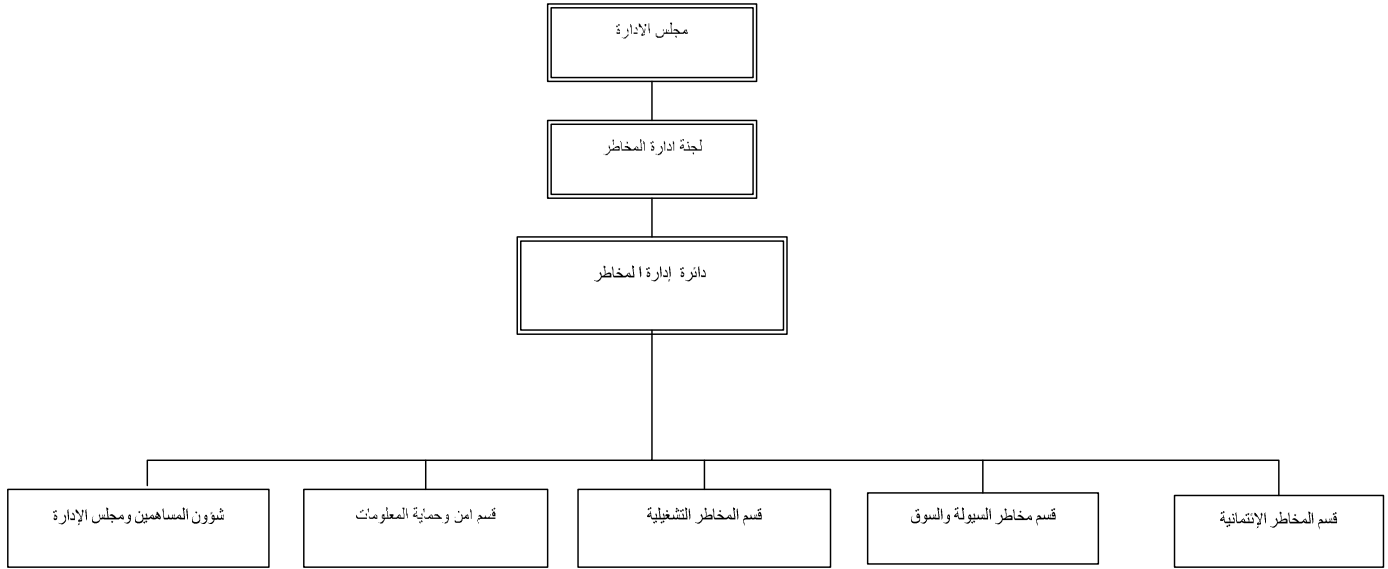 مجلس الادارة
لجنة ادارة المخاطر
دائرة إدارة المخاطر
قسم المخاطر الإئتمانية
قسم مخاطر السيولة والسوق
قسم المخاطر التشغيلية
قسم امن وحماية المعلومات
شؤون المساهمين ومجلس الإدارة